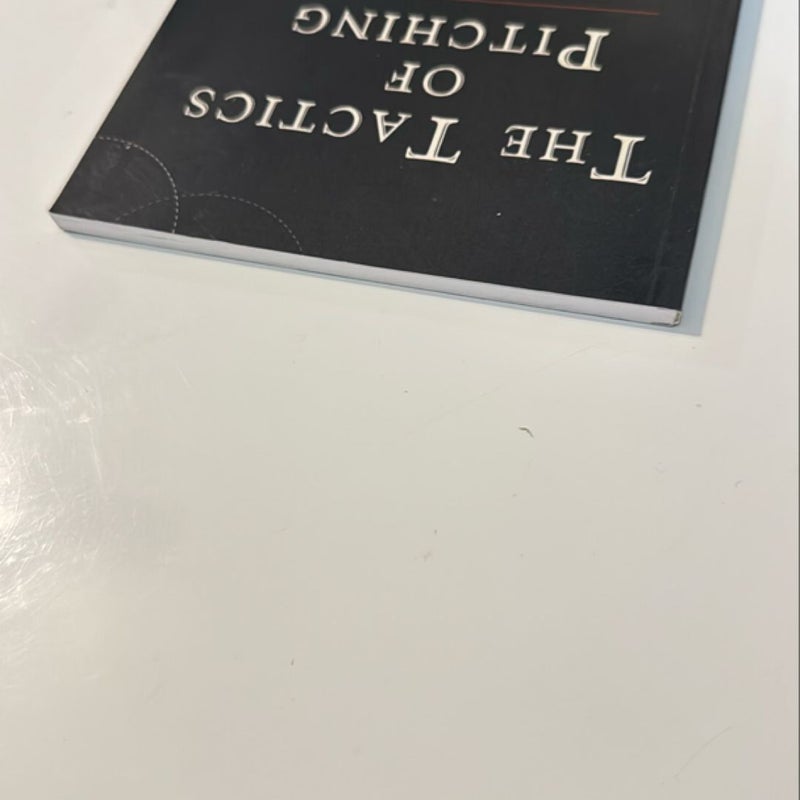 THE TACTICS
OF
PITCHING